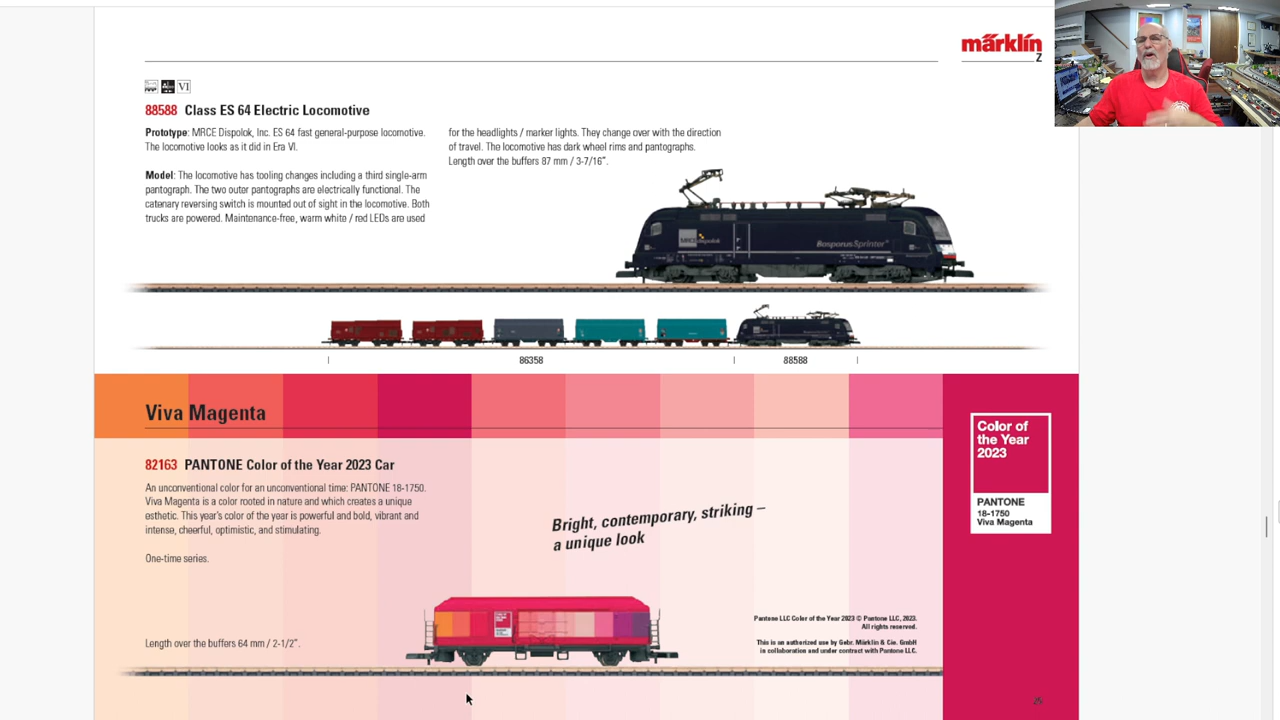 märklín
Z
VI
88588 Class ES 64 Electric Locomotive
Prototype: MRCE Dispolok, Inc. ES 64 fast general-purpose locomotive.
The locomotive looks as it did in Era VI.
Model: The locomotive has tooling changes including a third single-arm
pantograph. The two outer pantographs are electrically functional. The
catenary reversing switch is mounted out of sight in the locomotive. Both
trucks are powered. Maintenance-free, warm white / red LEDs are used
for the headlights / marker lights. They change over with the direction
of travel. The locomotive has dark wheel rims and pantographs.
Length over the buffers 87 mm / 3-7/16".
MRCE dispolok
Bosporus Sprinter
86358
88588
Viva Magenta
82163 PANTONE Color of the Year 2023 Car
An unconventional color for an unconventional time: PANTONE 18-1750.
Viva Magenta is a color rooted in nature and which creates a unique
esthetic. This year's color of the year is powerful and bold, vibrant and
intense, cheerful, optimistic, and stimulating.
One-time series.
Length over the buffers 64 mm / 2-1/2".
Bright, contemporary, striking –
a unique look
Pantone LLC Color of the Year 2023 © Pantone LLC, 2023.
All rights reserved.
This is an authorized use by Gebr. Märklin & Cie. GmbH
in collaboration and under contract with Pantone LLC.
Color of
the Year
2023
PANTONE
18-1750
Viva Magenta